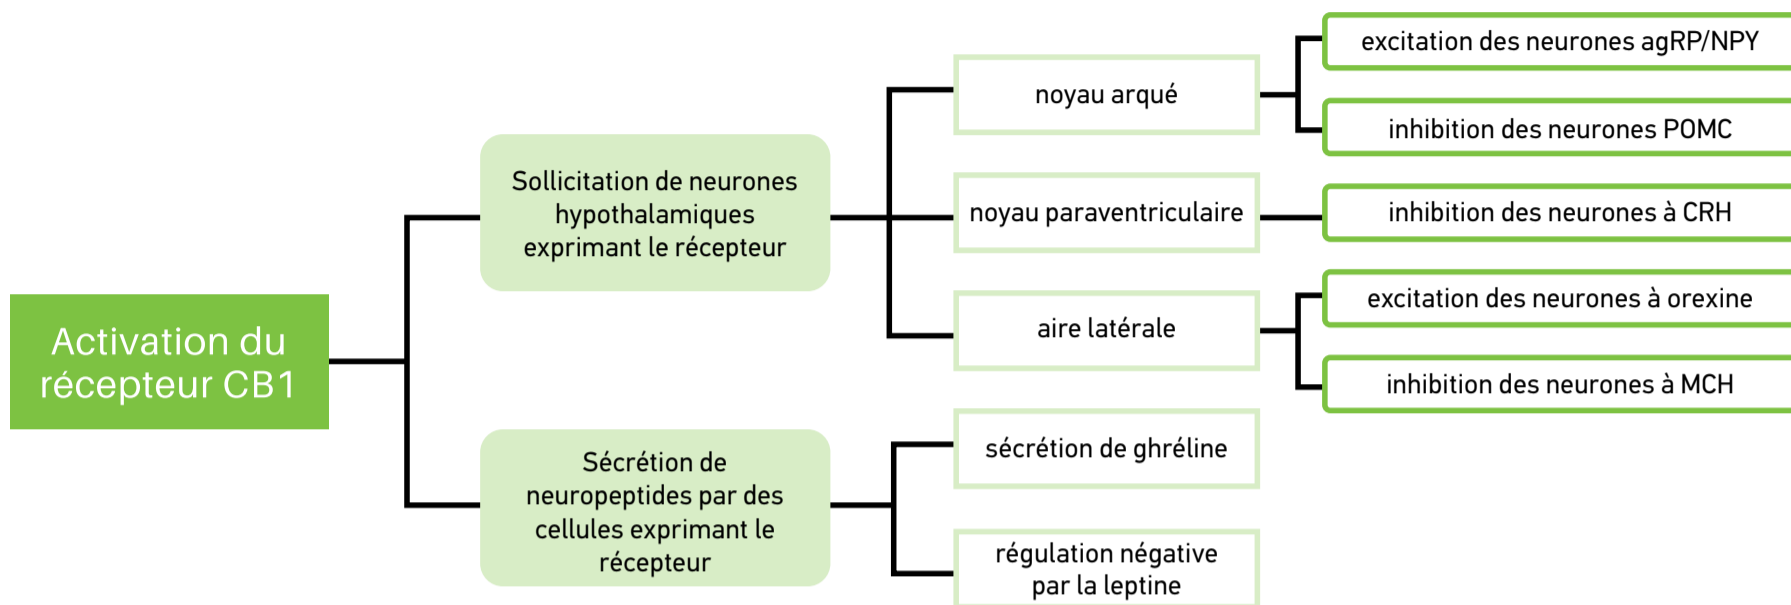 Activation du
récepteur CB1
Sollicitation de neurones
hypothalamiques
exprimant le récepteur
noyau arqué
excitation des neurones agRP/NPY
inhibition des neurones POMC
noyau paraventriculaire
inhibition des neurones à CRH
aire latérale
excitation des neurones à orexine
inhibition des neurones à MCH
Sécrétion de
neuropeptides par des
cellules exprimant le
récepteur
sécrétion de ghréline
régulation négative
par la leptine